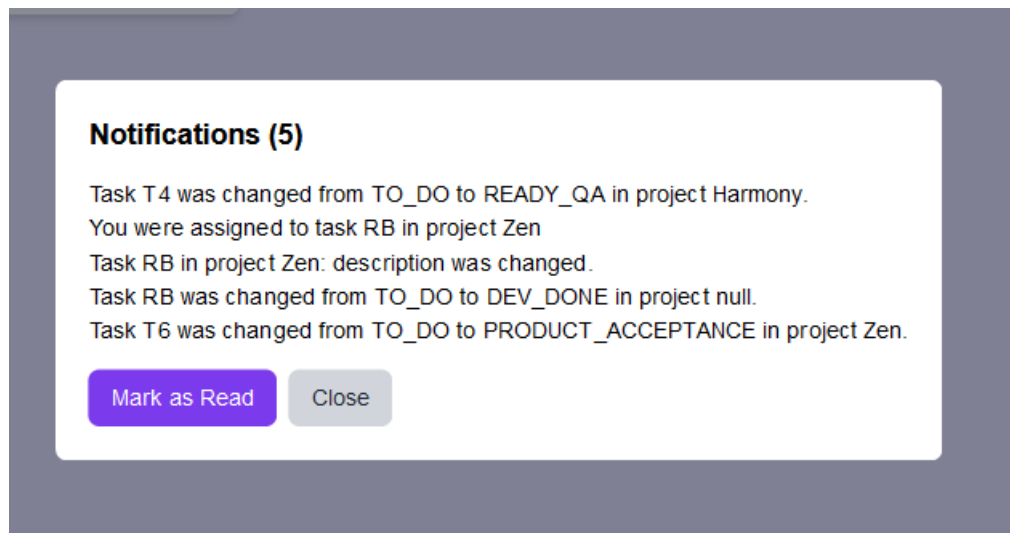 Notifications (5)
Task T4 was changed from TO_DO to READY_QA in project Harmony.
You were assigned to task RB in project Zen
Task RB in project Zen: description was changed.
Task RB was changed from TO_DO to DEV_DONE in project null.
Task T6 was changed from TO_DO to PRODUCT_ACCEPTANCE in project Zen.
Mark as Read Close